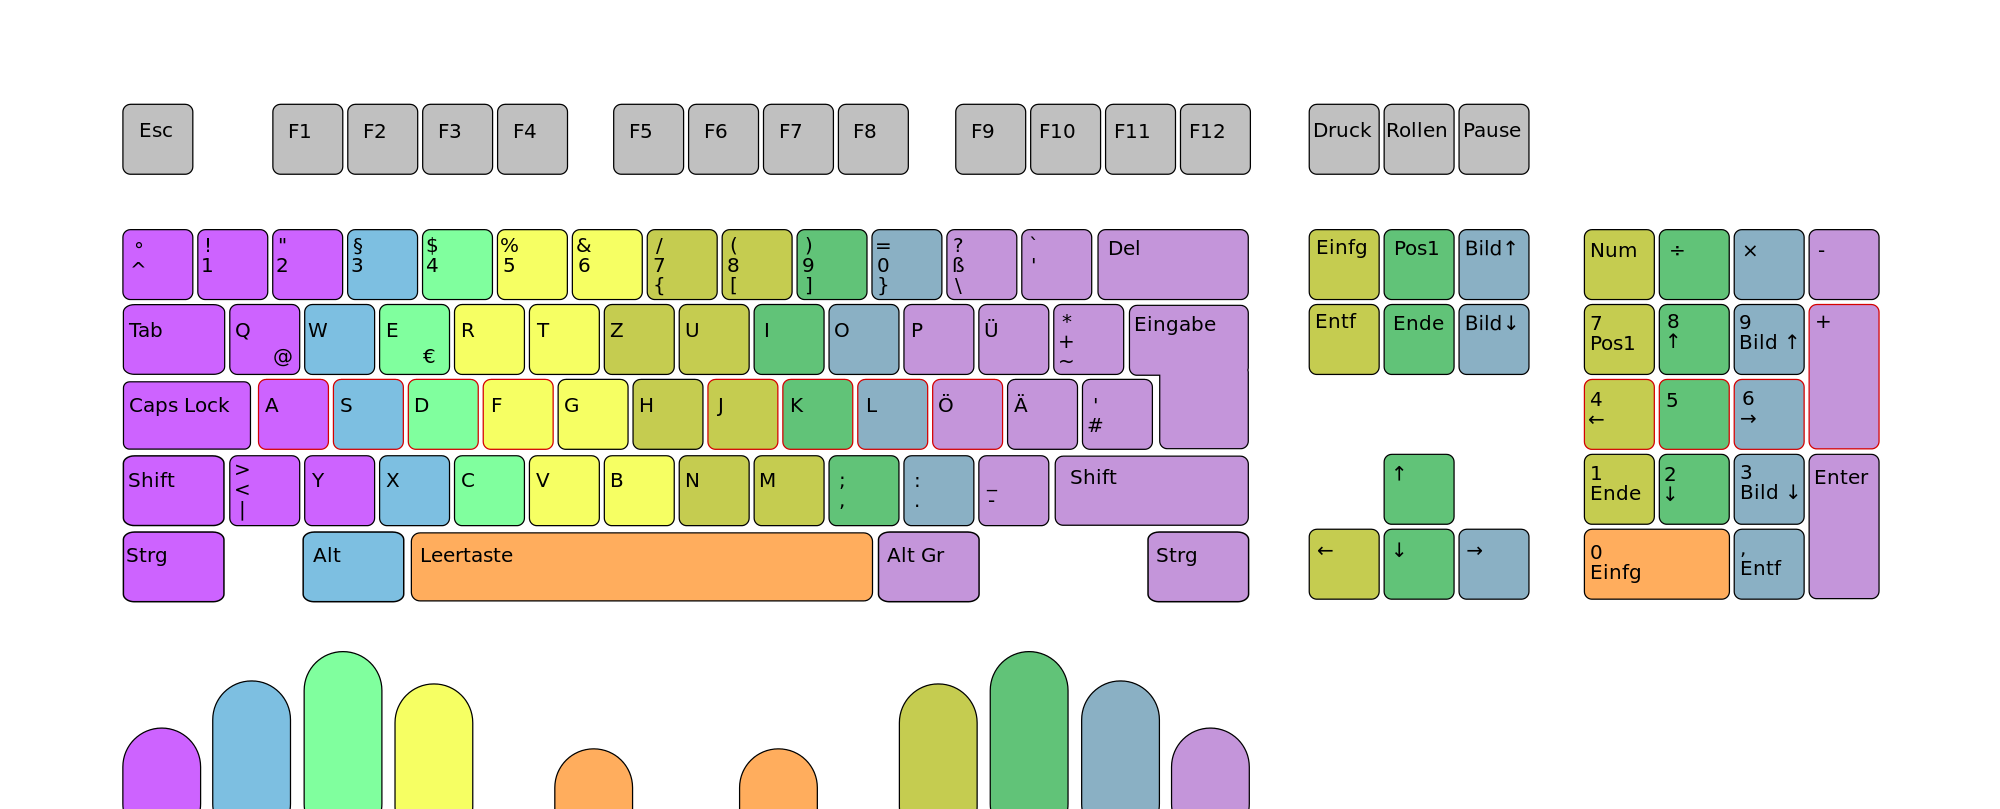 Esc F1 F2 F3 F4 F5 F6 F7 F8 F9 F10 F11 F12 Druck Rollen Pause
° ! " § $ % & / ( ) = ? ` Del Einfg Pos1 Bild↑ Num ÷ × -
^ 1 2 3 4 5 6 7 8 9 0 ß '
{ [ ] } \
Tab Q W E R T Z U I O P Ü * Eingabe Entf Ende Bild↓ 7 8 9 +
@ € + Pos1 ↑ Bild ↑
~
Caps Lock A S D F G H J K L Ö Ä ' 4 5 6
# ← →
Shift > Y X C V B N M ; : _ Shift ↑ 1 2 3 Enter
< , . - Ende ↓ Bild ↓
|
Strg Alt Leertaste Alt Gr Strg ← ↓ → 0 ,
Einfg Entf